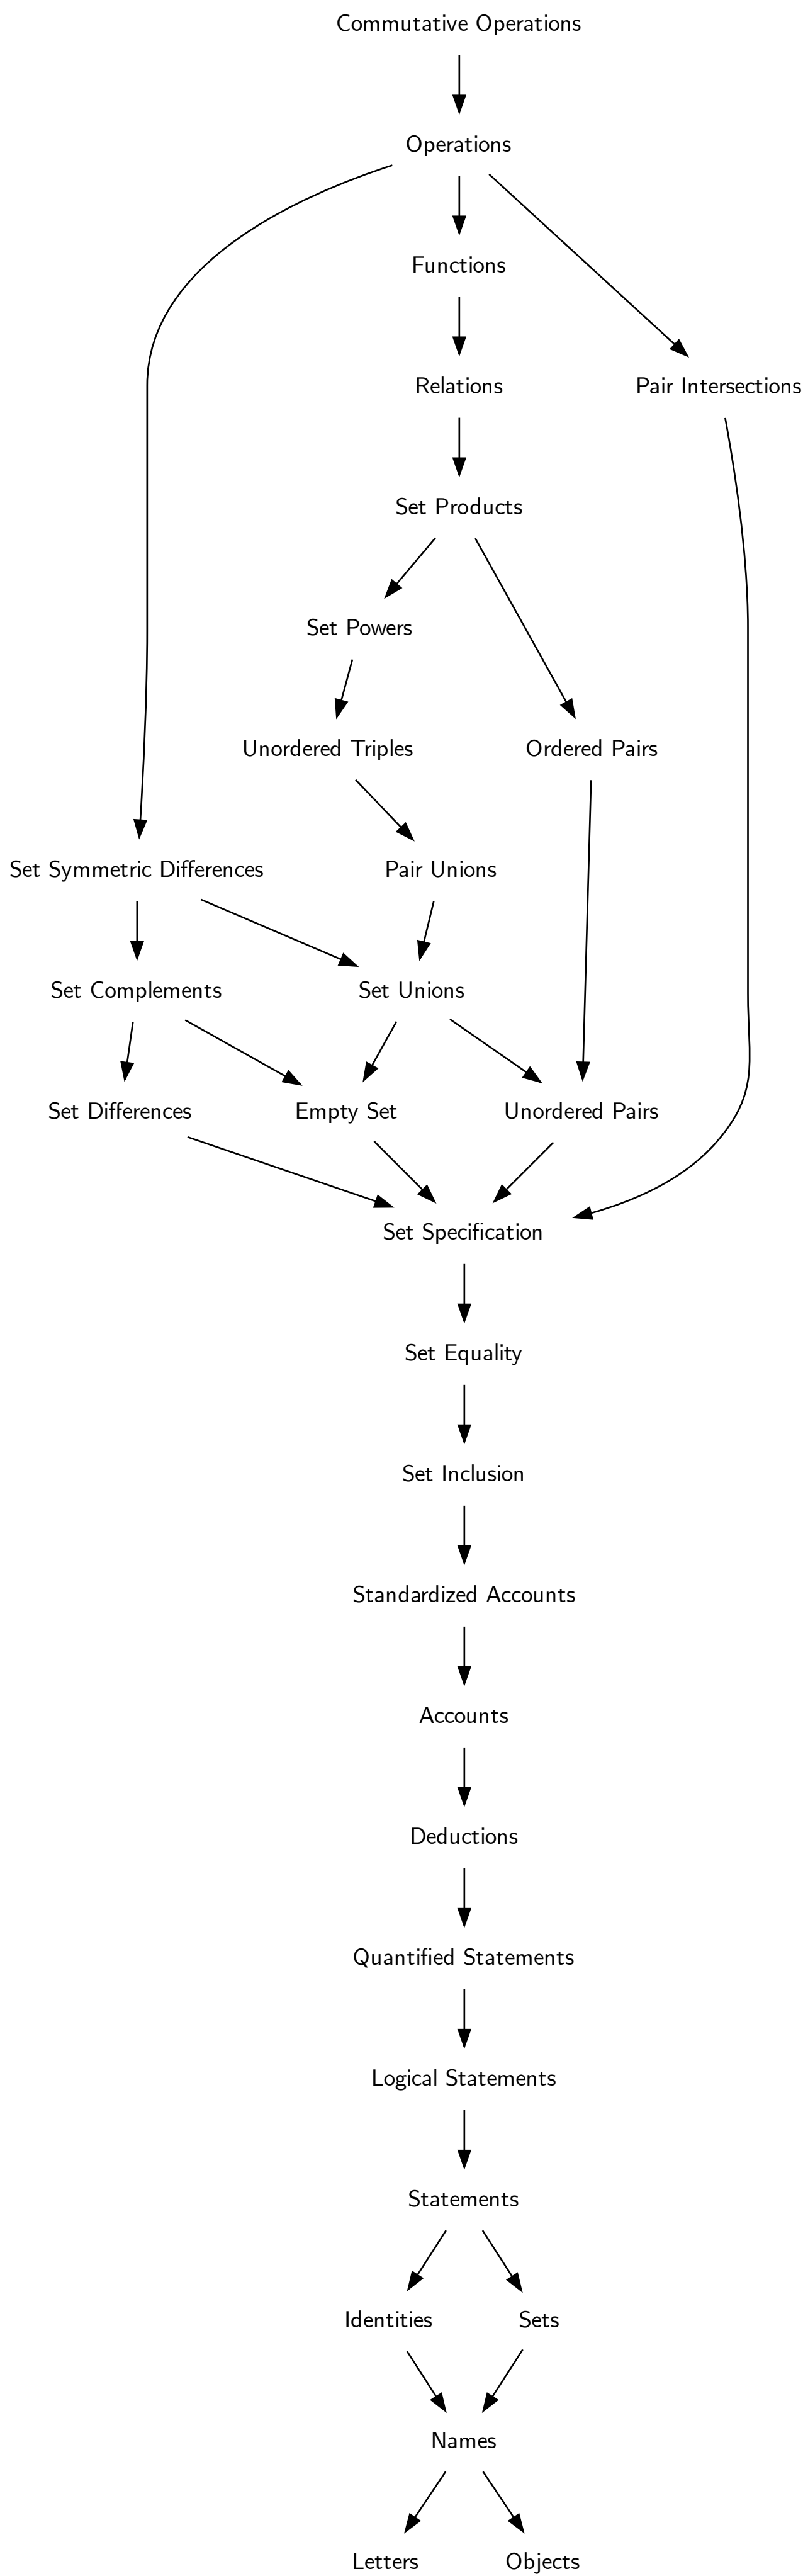 Commutative Operations
Operations
Functions
Relations
Pair Intersections
Set Products
Set Powers
Unordered Triples
Ordered Pairs
Set Symmetric Differences
Pair Unions
Set Complements
Set Unions
Set Differences
Empty Set
Unordered Pairs
Set Specification
Set Equality
Set Inclusion
Standardized Accounts
Accounts
Deductions
Quantified Statements
Logical Statements
Statements
Identities
Sets
Names
Letters
Objects